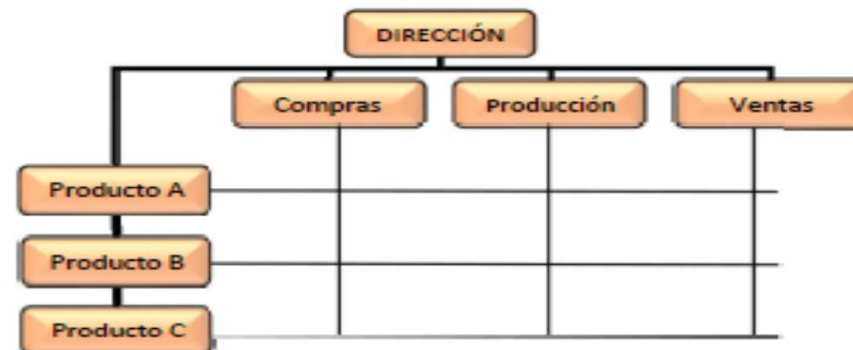 DIRECCIÓN
Compras
Producción
Ventas
Producto A
Producto B
Producto C